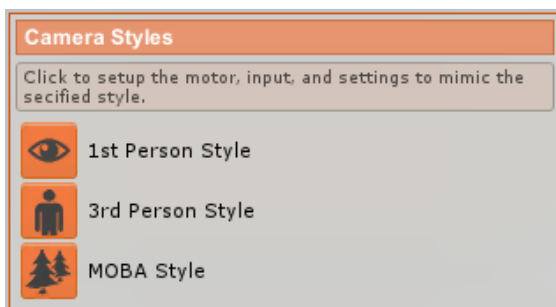 Camera Styles
Click to setup the motor, input, and settings to mimic the
secified style.
1st Person Style
3rd Person Style
MOBA Style